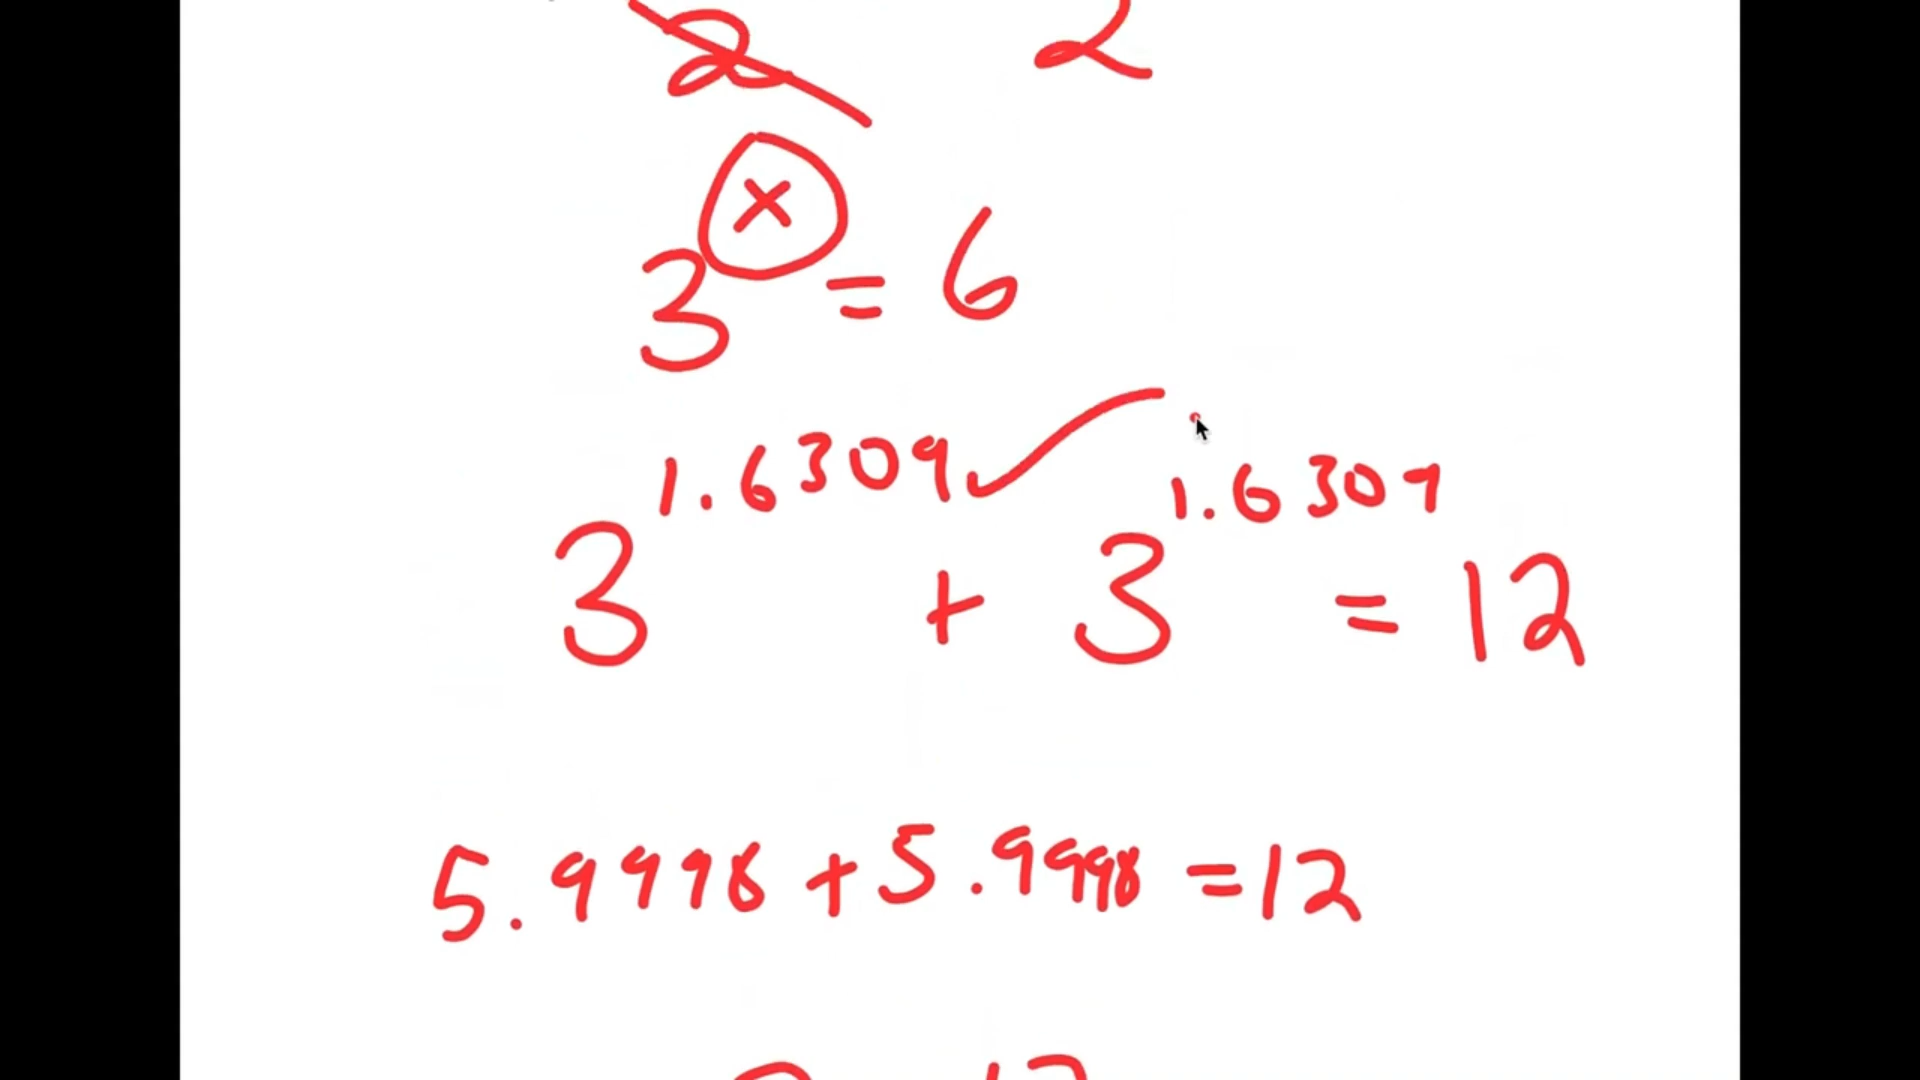 2 2
3^x = 6
3^1.6309 + 3^1.6309 = 12
5.9998 + 5.9998 = 12